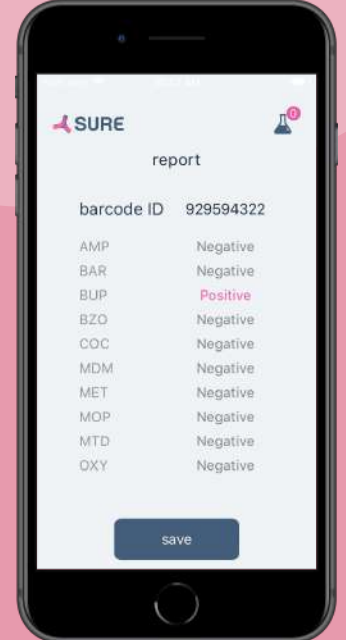 SURE
0
report
barcode ID 929594322
AMP Negative
BAR Negative
BUP Positive
BZO Negative
COC Negative
MDM Negative
MET Negative
MOP Negative
MTD Negative
OXY Negative
save